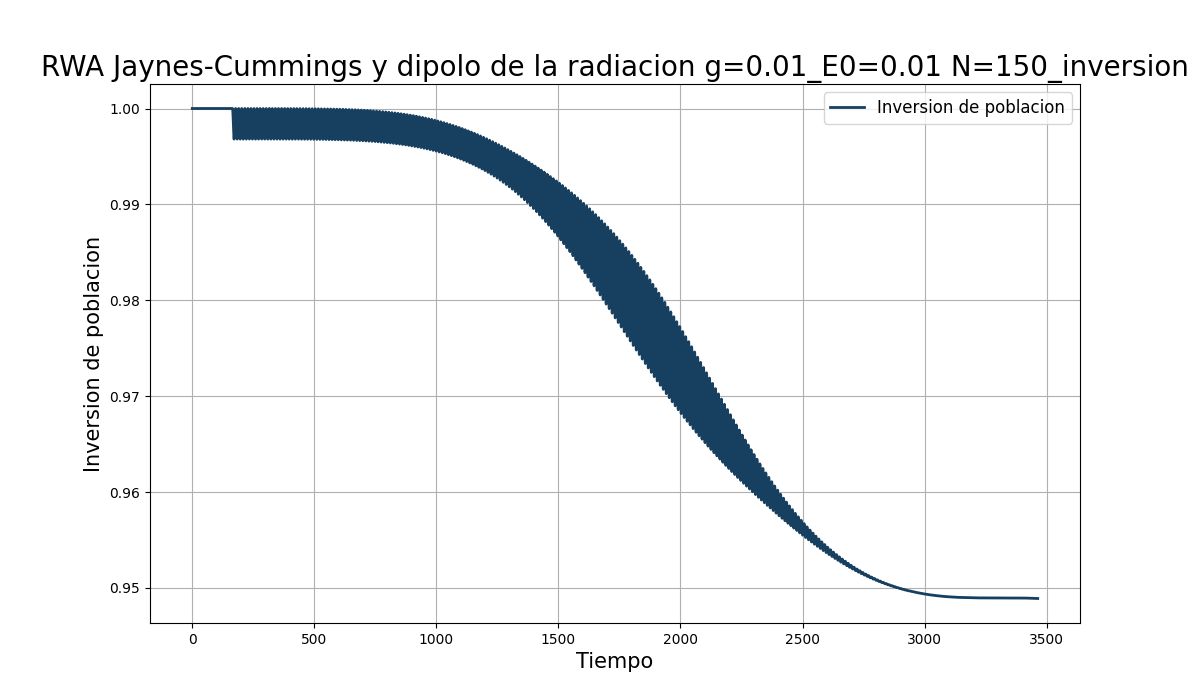 RWA Jaynes-Cummings y dipolo de la radiacion g=0.01_E0=0.01 N=150_inversion
Inversion de poblacion
1.00
0.99
0.98
0.97
0.96
0.95
Inversion de poblacion
0 500 1000 1500 2000 2500 3000 3500
Tiempo